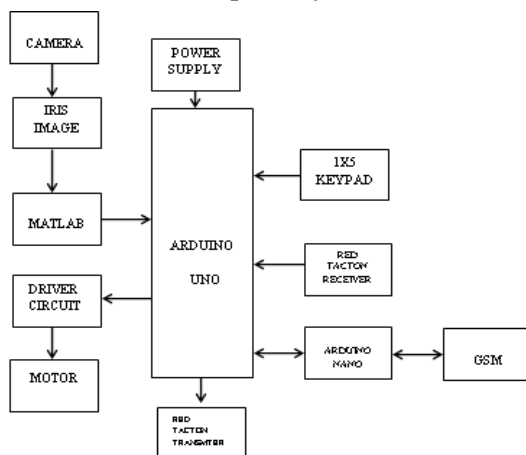 CAMERA
POWER
SUPPLY
IRIS
IMAGE
1X5
KEYPAD
MATLAB
ARDUINO
UNO
RED
TACTON
RECEIVER
DRIVER
CIRCUIT
MOTOR
ARDUINO
NANO
GSM
RED
TACTON
TRANSMITER